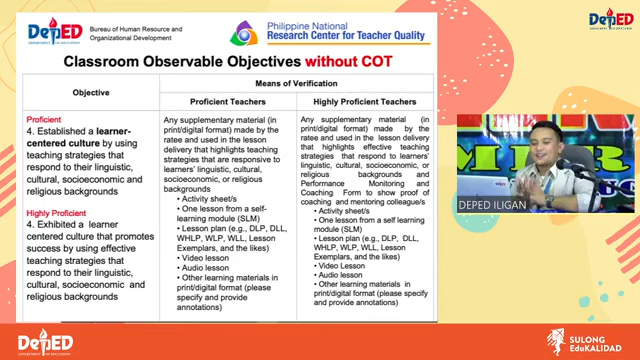 DepED
DEPARTMENT OF EDUCATION
Bureau of Human Resource and
Organizational Development
Philippine National
Research Center for Teacher Quality
DepED
Classroom Observable Objectives without COT
Objective
Means of Verification
Proficient Teachers
Highly Proficient Teachers
Proficient
4. Established a learner-
centered culture by using
teaching strategies that
respond to their linguistic,
cultural, socioeconomic and
religious backgrounds
Highly Proficient
4. Exhibited a learner
centered culture that promotes
success by using effective
teaching strategies that
respond to their linguistic,
cultural, socioeconomic and
religious backgrounds
Any supplementary material (in
print/digital format) made by the
ratee and used in the lesson
delivery that highlights teaching
strategies that are responsive to
learners' linguistic, cultural,
socioeconomic, or religious
backgrounds
• Activity sheet/s
• One lesson from a self-
learning module (SLM)
• Lesson plan (e.g., DLP, DLL,
WHLP, WLP, WLL, Lesson
Exemplars, and the likes)
• Video lesson
• Audio lesson
• Other learning materials in
print/digital format (please
specify and provide
annotations)
Any supplementary material (in
print/digital format) made by the
ratee and used in the lesson delivery
that highlights effective teaching
strategies that respond to learners'
linguistic, cultural, socioeconomic, or
religious backgrounds and
Performance Monitoring and
Coaching Form to show proof of
coaching and mentoring colleague/s
• Activity sheet/s
• One lesson from a self learning
module (SLM)
• Lesson plan (e.g., DLP, DLL,
WHLP, WLP, WLL, Lesson
Exemplars, and the likes)
• Video Lesson
• Audio lesson
• Other learning materials in
print/digital format (please specify
and provide annotations)
DEPED ILIGAN
DepED
DEPARTMENT OF EDUCATION
SULONG
EduKALIDAD